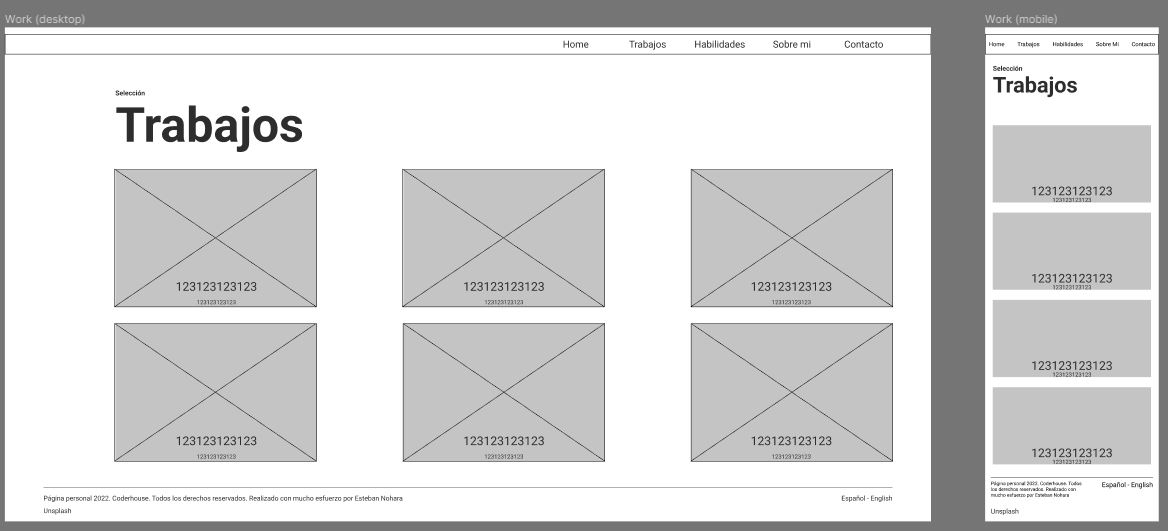 Work (desktop)
Home Trabajos Habilidades Sobre mi Contacto
Selección
Trabajos
123123123123 123123123123 123123123123
123123123123 123123123123 123123123123
123123123123 123123123123 123123123123
123123123123 123123123123 123123123123
Página personal 2022. Coderhouse. Todos los derechos reservados. Realizado con mucho esfuerzo por Esteban Nohara Español - English
Unsplash
Work (mobile)
Home Trabajos Habilidades Sobre Mi Contacto
Selección
Trabajos
123123123123
123123123123
123123123123
123123123123
123123123123
123123123123
123123123123
123123123123
Página personal 2022. Coderhouse. Todos Español - English
los derechos reservados. Realizado con
mucho esfuerzo por Esteban Nohara
Unsplash